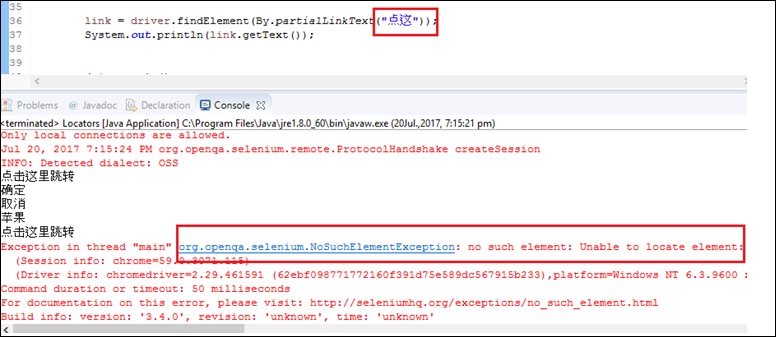 35
36 link = driver.findElement(By.partialLinkText("点这"));
37 System.out.println(link.getText());
38
Problems @ Javadoc Declaration Console
<terminated> Locators [Java Application] C:\Program Files\Java\jre1.8.0_60\bin\javaw.exe (20Jul.,2017, 7:15:21 pm)
Only local connections are allowed.
Jul 20, 2017 7:15:24 PM org.openqa.selenium.remote.ProtocolHandshake createSession
INFO: Detected dialect: OSS
点击这里跳转
确定
取消
苹果
点击这里跳转
Exception in thread "main" org.openqa.selenium.NoSuchElementException: no such element: Unable to locate element:
(Session info: chrome=59.0.3071.115)
(Driver info: chromedriver=2.29.461591 (62ebf098771772160f391d75e589dc567915b233),platform=Windows NT 6.3.9600
Command duration or timeout: 50 milliseconds
For documentation on this error, please visit: http://seleniumhq.org/exceptions/no_such_element.html
Build info: version: '3.4.0', revision: 'unknown', time: 'unknown'